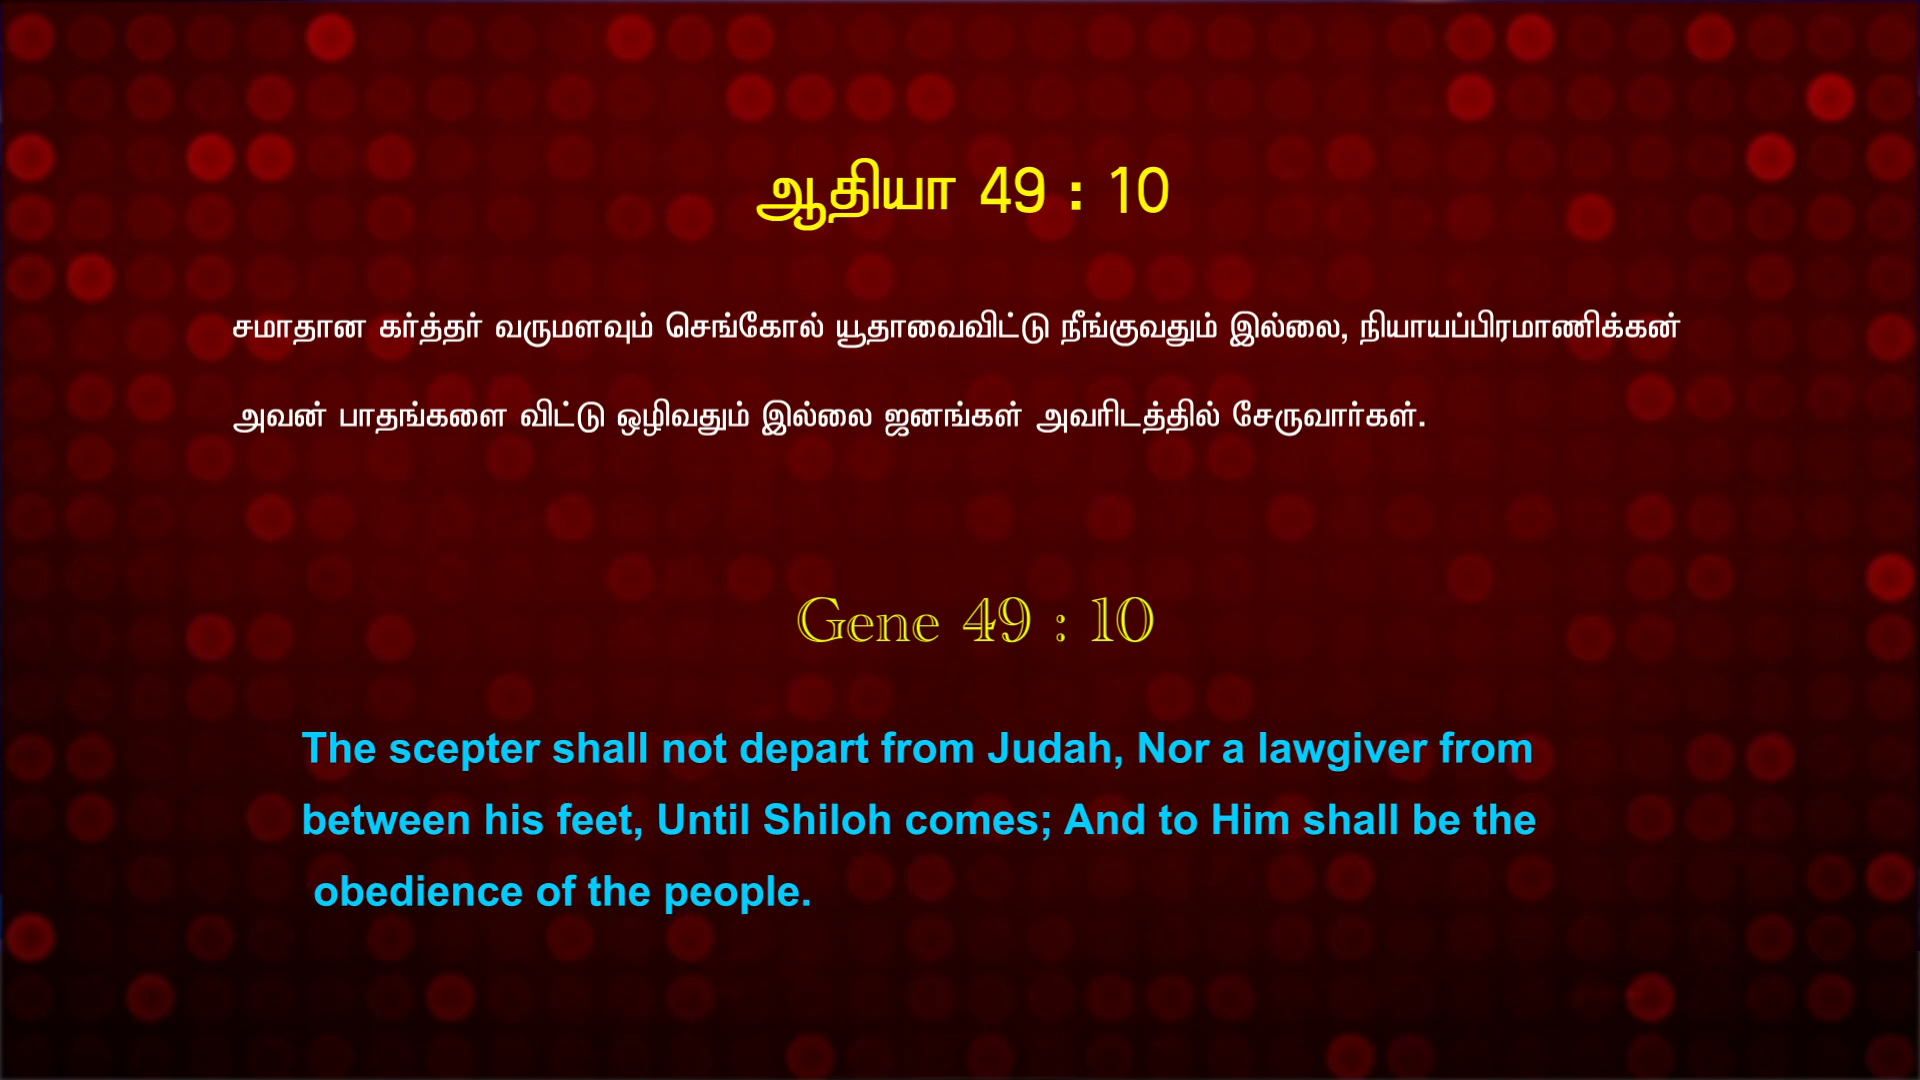 ஆதியா 49 : 10
சமாதான கர்த்தர் வருமளவும் செங்கோல் யூதாவைவிட்டு நீங்குவதும் இல்லை, நியாயப்பிரமாணிக்கன்
அவன் பாதங்களை விட்டு ஒழிவதும் இல்லை ஜனங்கள் அவரிடத்தில் சேருவார்கள்.
Gene 49 : 10
The scepter shall not depart from Judah, Nor a lawgiver from
between his feet, Until Shiloh comes; And to Him shall be the
obedience of the people.